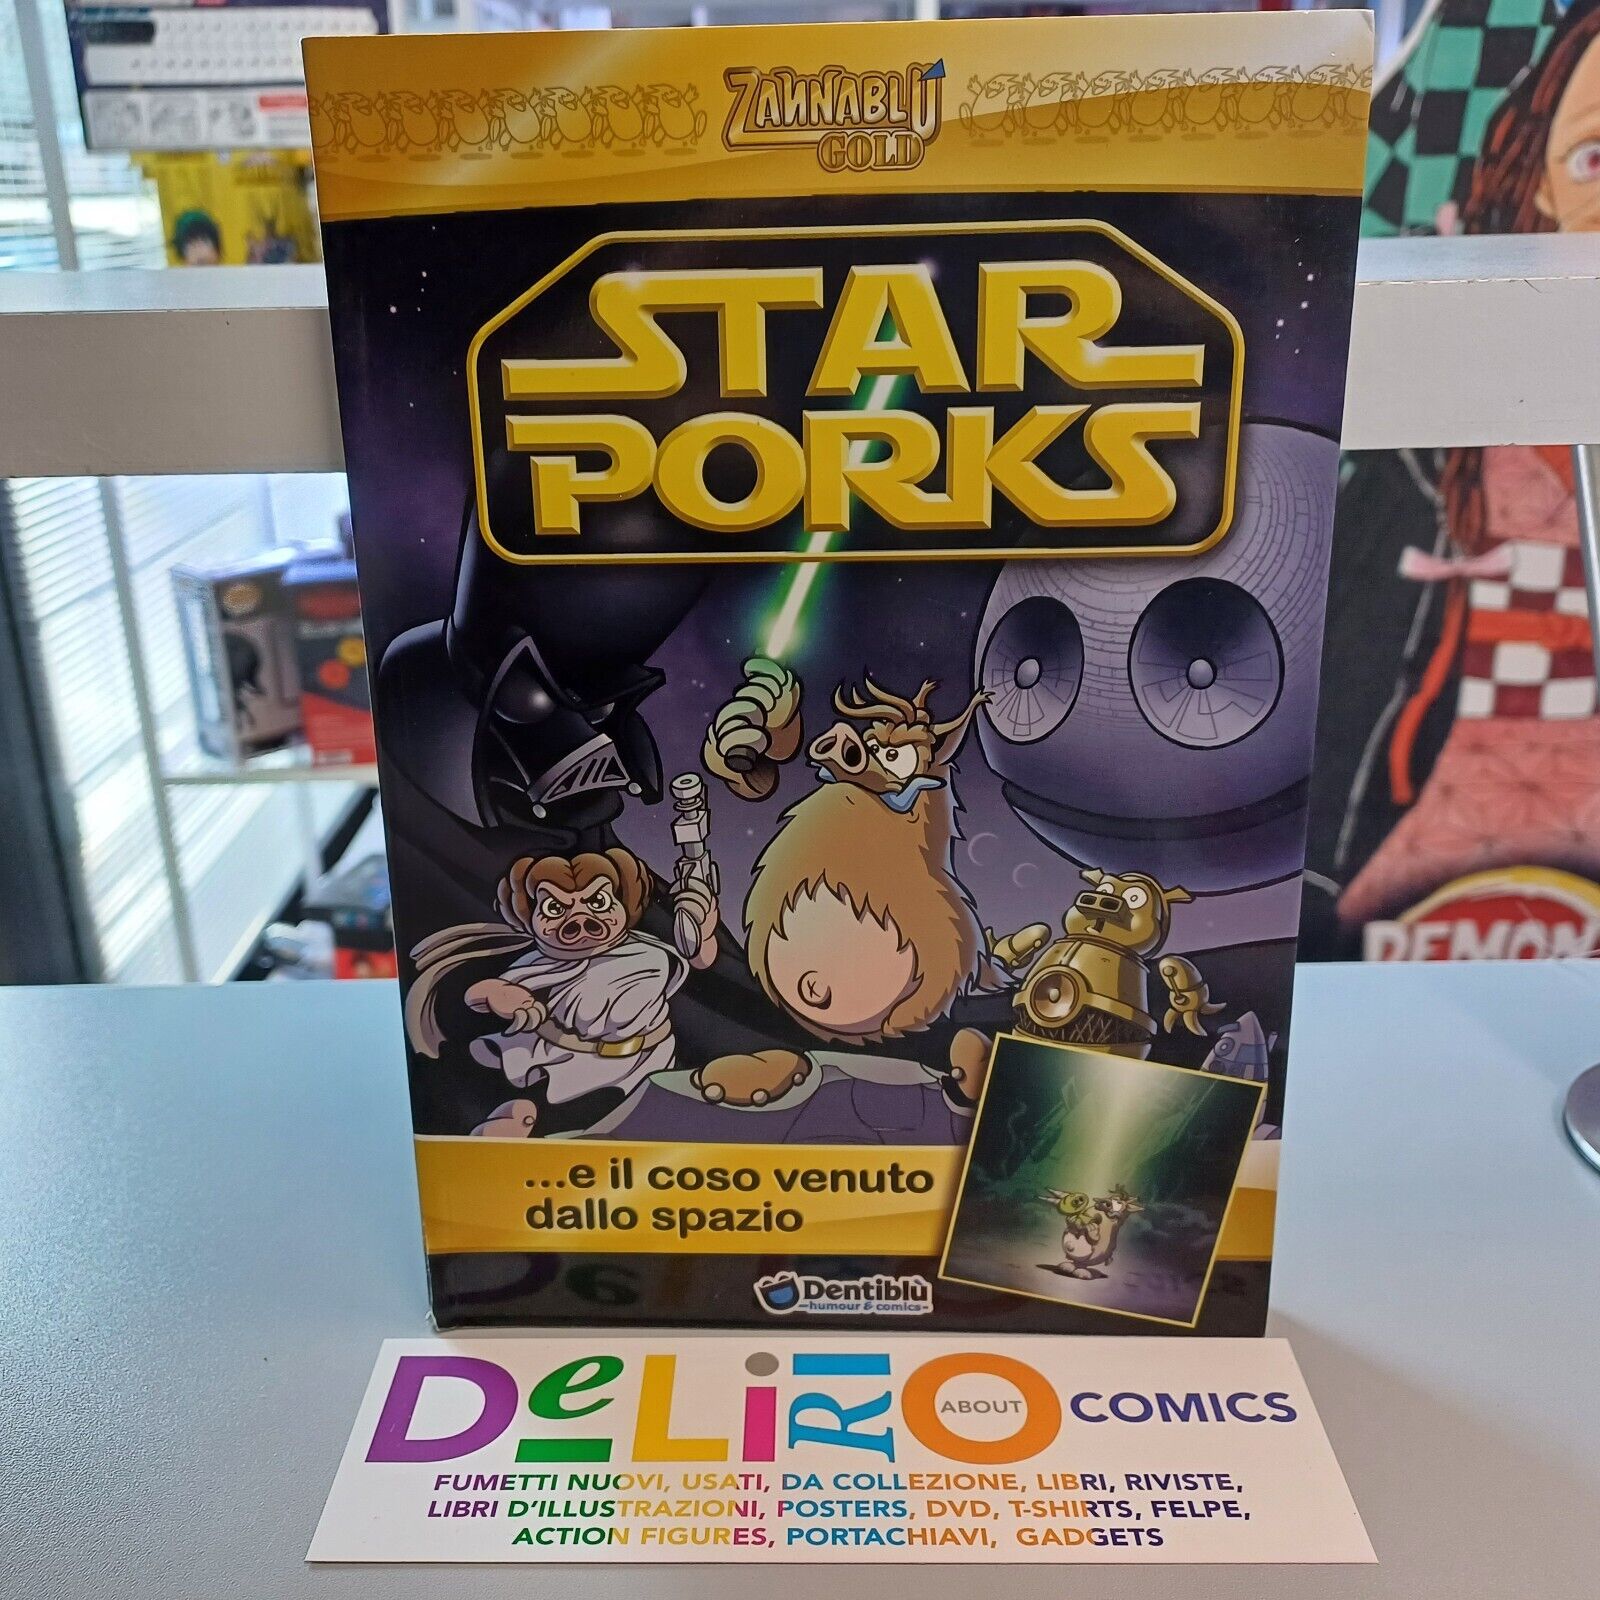 ZANNABLÙ
GOLD
STAR
PORKS
...e il coso venuto
dallo spazio
Dentiblù
humour & comics
DeLiRiO ABOUT COMICS
FUMETTI NUOVI, USATI, DA COLLEZIONE, LIBRI, RIVISTE,
LIBRI D'ILLUSTRAZIONI, POSTERS, DVD, T-SHIRTS, FELPE,
ACTION FIGURES, PORTACHIAVI, GADGETS
DEMON